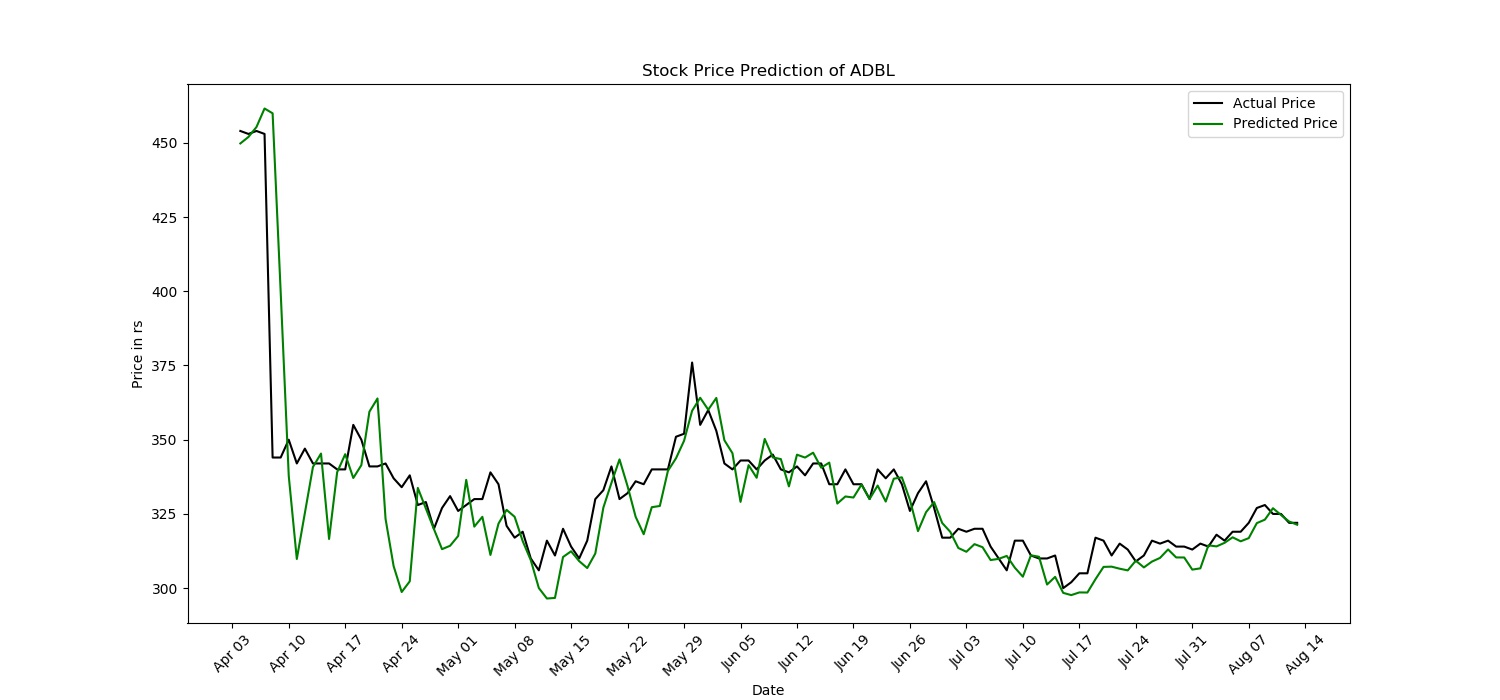 Stock Price Prediction of ADBL
Actual Price
Predicted Price
Price in rs
450
425
400
375
350
325
300
Apr 03
Apr 10
Apr 17
Apr 24
May 01
May 08
May 15
May 22
May 29
Jun 05
Jun 12
Jun 19
Jun 26
Jul 03
Jul 10
Jul 17
Jul 24
Jul 31
Aug 07
Aug 14
Date